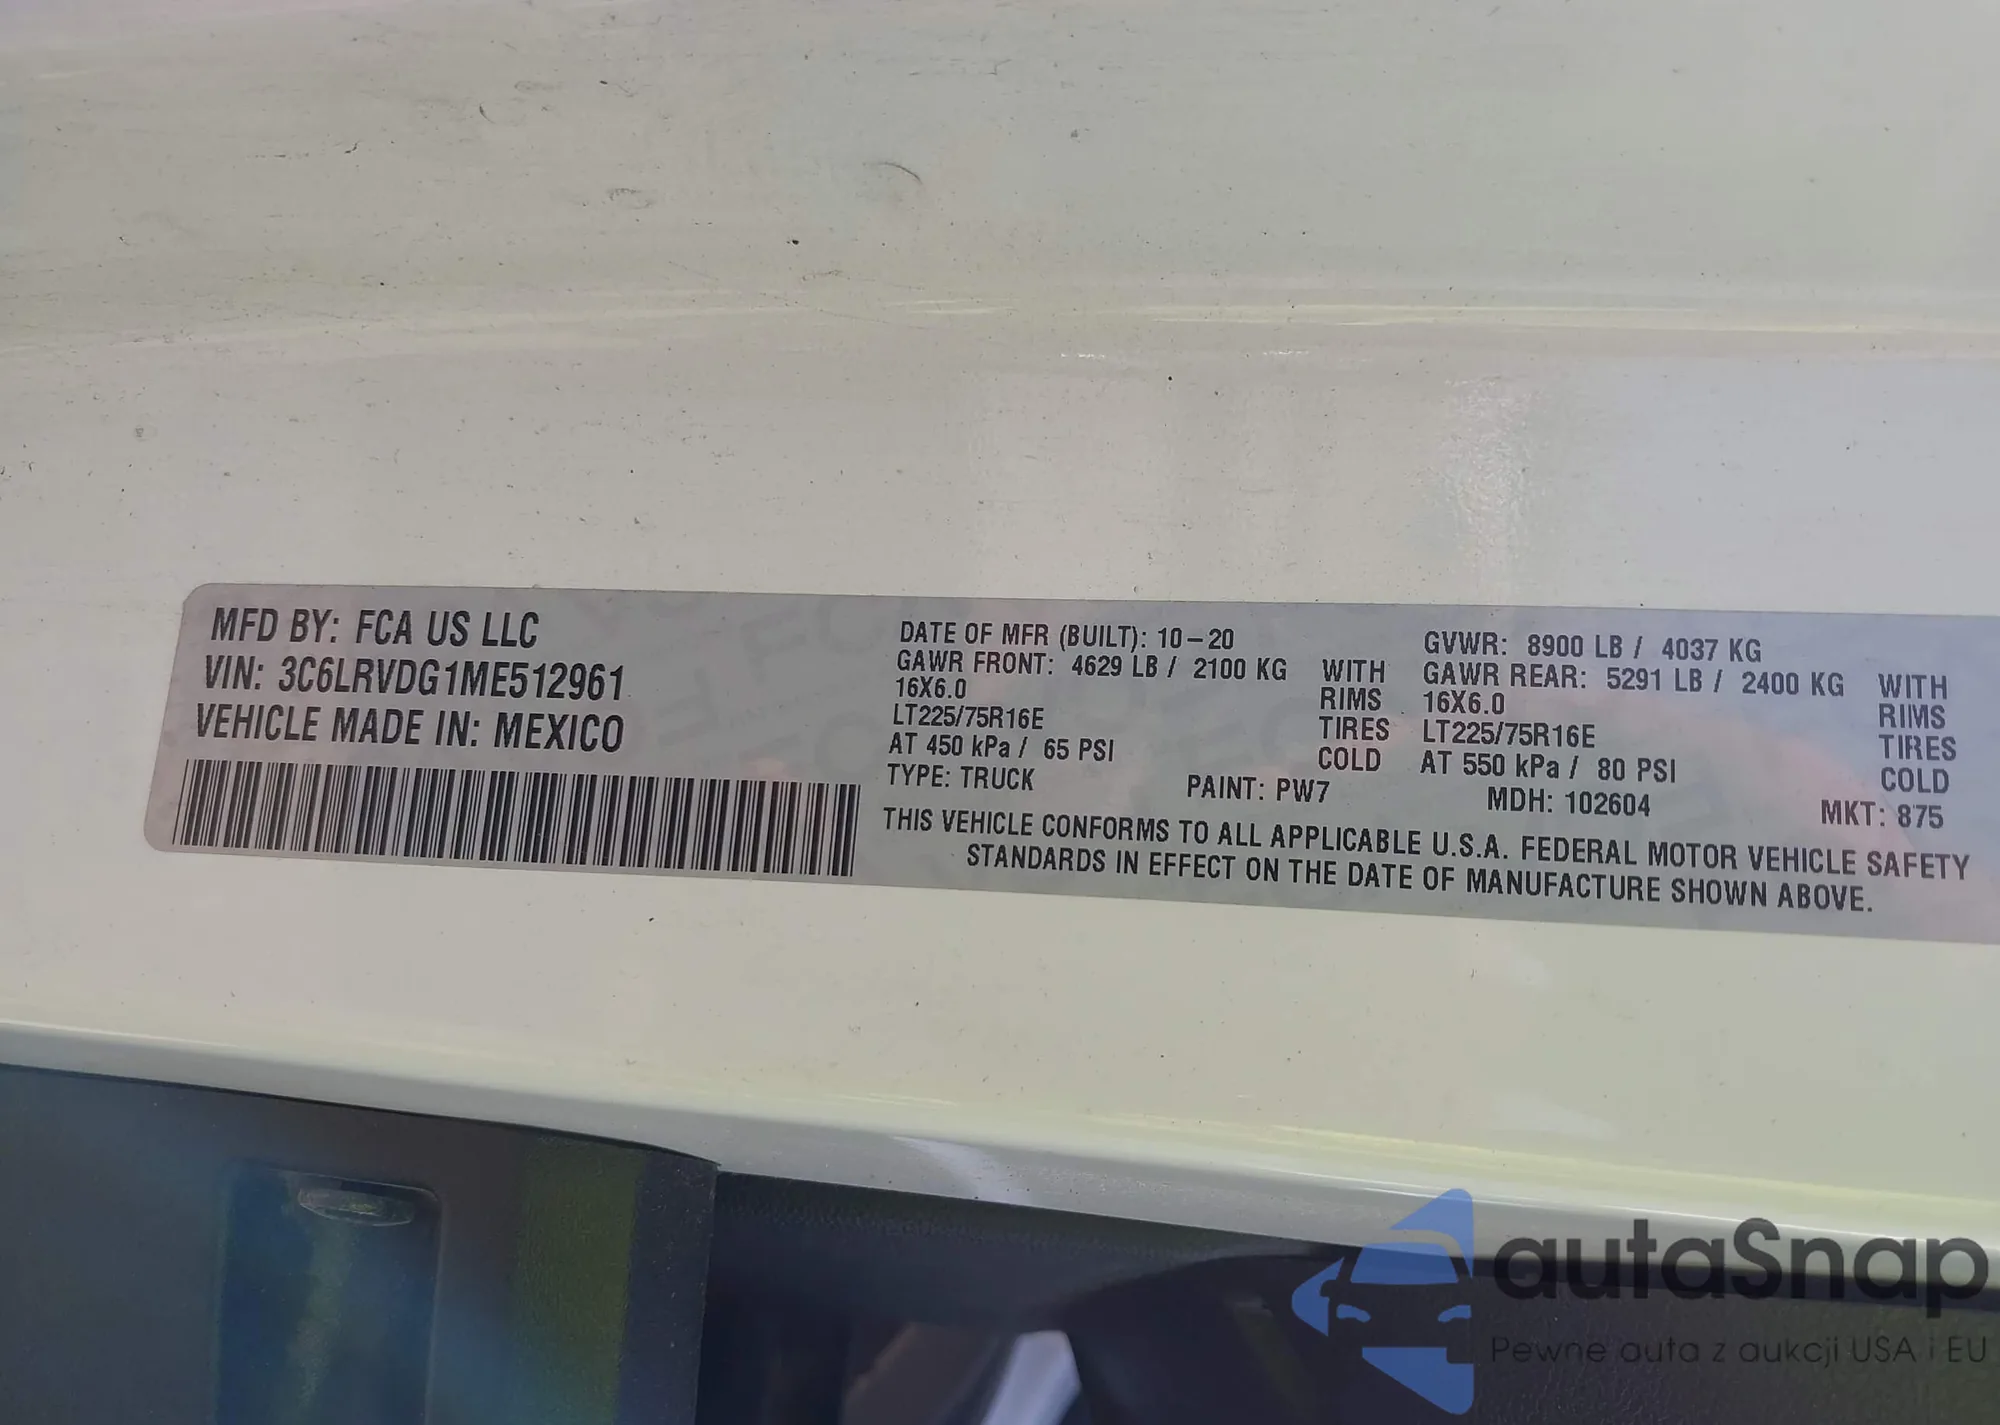 MFD BY: FCA US LLC
VIN: 3C6LRVDG1ME512961
VEHICLE MADE IN: MEXICO
DATE OF MFR (BUILT): 10-20 GVWR: 8900 LB / 4037 KG
GAWR FRONT: 4629 LB / 2100 KG WITH GAWR REAR: 5291 LB / 2400 KG WITH
16X6.0 RIMS 16X6.0 RIMS
LT225/75R16E TIRES LT225/75R16E TIRES
AT 450 kPa / 65 PSI COLD AT 550 kPa / 80 PSI COLD
TYPE: TRUCK PAINT: PW7 MDH: 102604 MKT: 875
THIS VEHICLE CONFORMS TO ALL APPLICABLE U.S.A. FEDERAL MOTOR VEHICLE SAFETY
STANDARDS IN EFFECT ON THE DATE OF MANUFACTURE SHOWN ABOVE.
autaSnap
Pewne auta z aukcji USA i EU